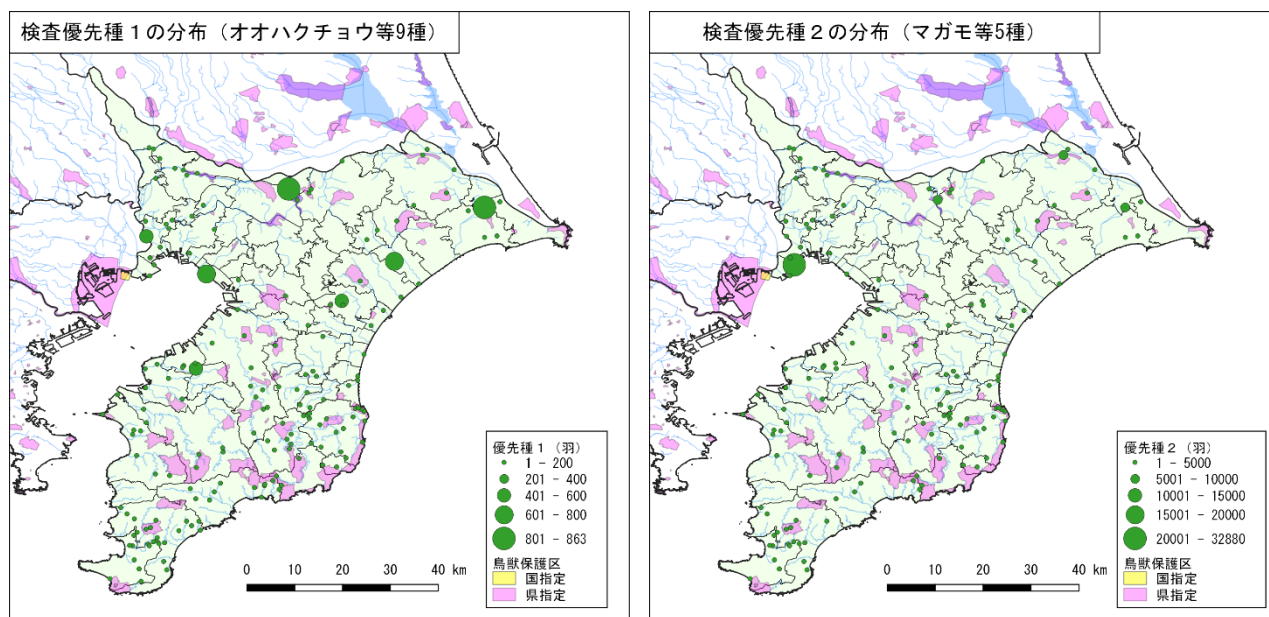 検査優先種1の分布（オオハクチョウ等9種）
優先種1（羽）
1 - 200
201 - 400
401 - 600
601 - 800
801 - 863
鳥獣保護区
国指定
県指定
0 10 20 30 40 km
検査優先種2の分布（マガモ等5種）
優先種2（羽）
1 - 5000
5001 - 10000
10001 - 15000
15001 - 20000
20001 - 32880
鳥獣保護区
国指定
県指定
0 10 20 30 40 km